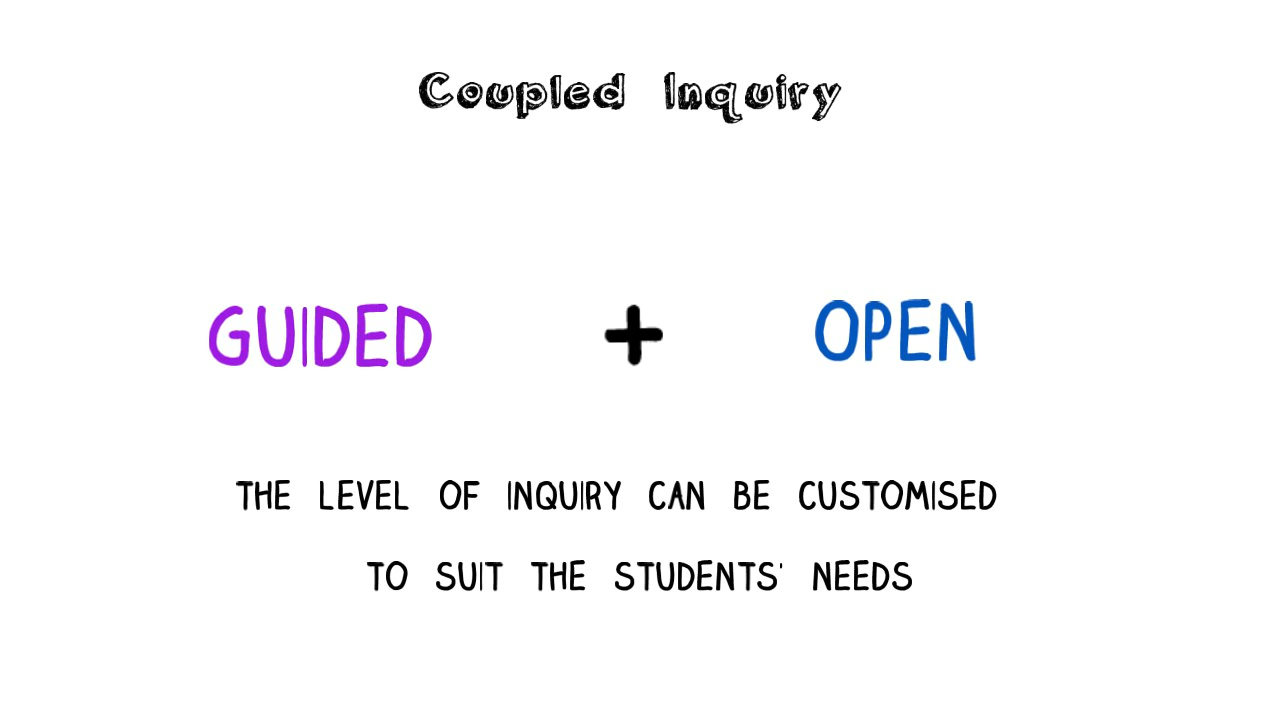 Coupled Inquiry
GUIDED + OPEN
THE LEVEL OF INQUIRY CAN BE CUSTOMISED
TO SUIT THE STUDENTS' NEEDS